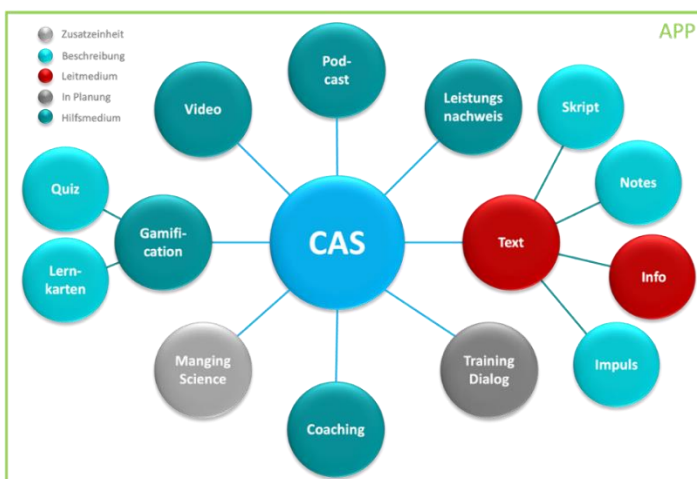 APP
Zusatzeinheit
Beschreibung
Leitmedium
In Planung
Hilfsmedium
Pod-
cast
Video
Leistungs
nachweis
Skript
Quiz
Notes
Gamifi-
cation
CAS
Text
Lern-
karten
Info
Manging
Science
Training
Dialog
Impuls
Coaching